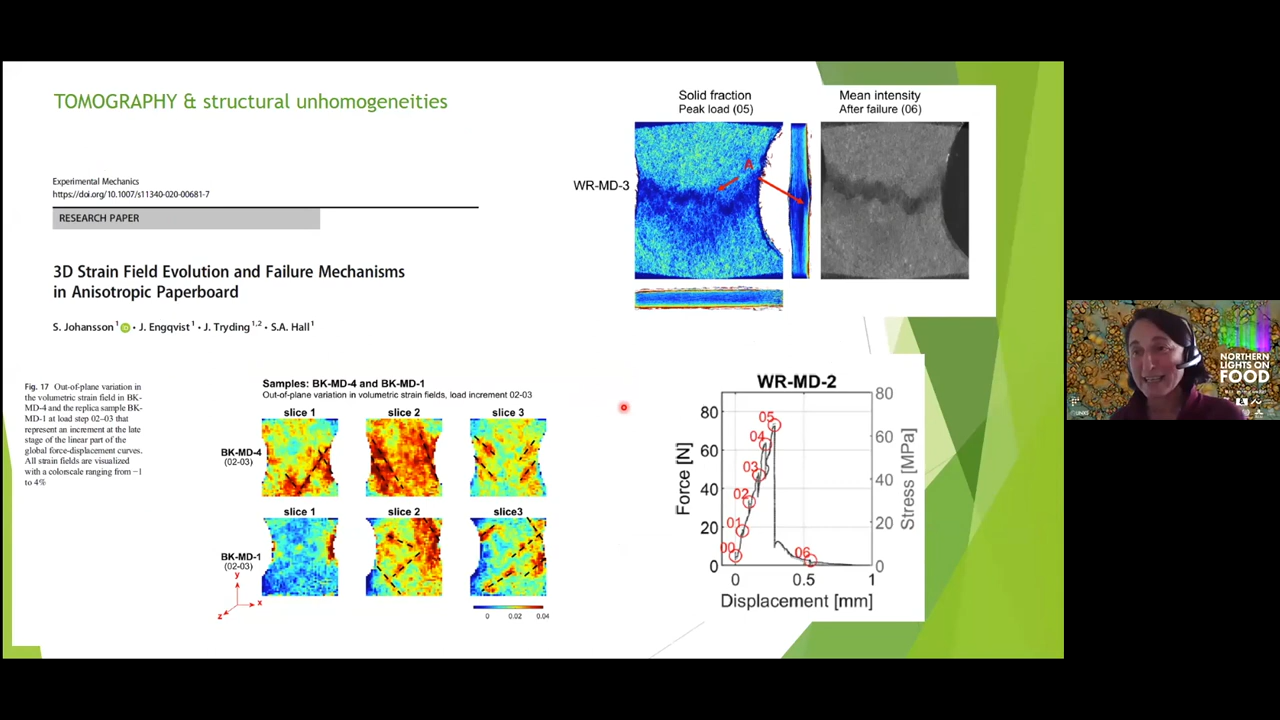 TOMOGRAPHY & structural unhomogeneities
Experimental Mechanics
https://doi.org/10.1007/s11340-020-00681-7
RESEARCH PAPER
3D Strain Field Evolution and Failure Mechanisms
in Anisotropic Paperboard
S. Johansson1 · J. Engqvist1 · J. Tryding1,2 · S.A. Hall1
Fig. 17 Out-of-plane variation in
the volumetric strain field in BK-
MD-4 and the replica sample BK-
MD-1 at load step 02–03 that
represent an increment at the late
stage of the linear part of the
global force-displacement curves.
All strain fields are visualized
with a colorscale ranging from −1
to 4%
Samples: BK-MD-4 and BK-MD-1
Out-of-plane variation in volumetric strain fields, load increment 02-03
slice 1 slice 2 slice 3
BK-MD-4
(02-03)
slice 1 slice 2 slice3
BK-MD-1
(02-03)
y
x
z
0 0.02 0.04
Solid fraction
Peak load (05)
Mean intensity
After failure (06)
WR-MD-3
A
WR-MD-2
Force [N]
80
60
40
20
0
00
01
02
03
04
05
06
80
60
40
20
0
Stress [MPa]
0 0.5 1
Displacement [mm]
NORTHERN
LIGHTS ON
FOOD